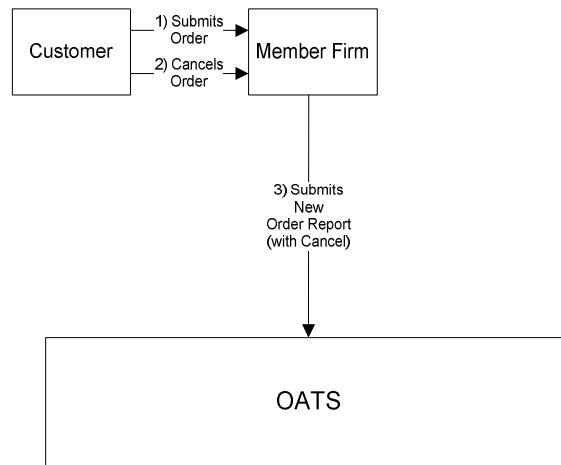 1) Submits
Order
Customer
Member Firm
2) Cancels
Order
3) Submits
New
Order Report
(with Cancel)
OATS